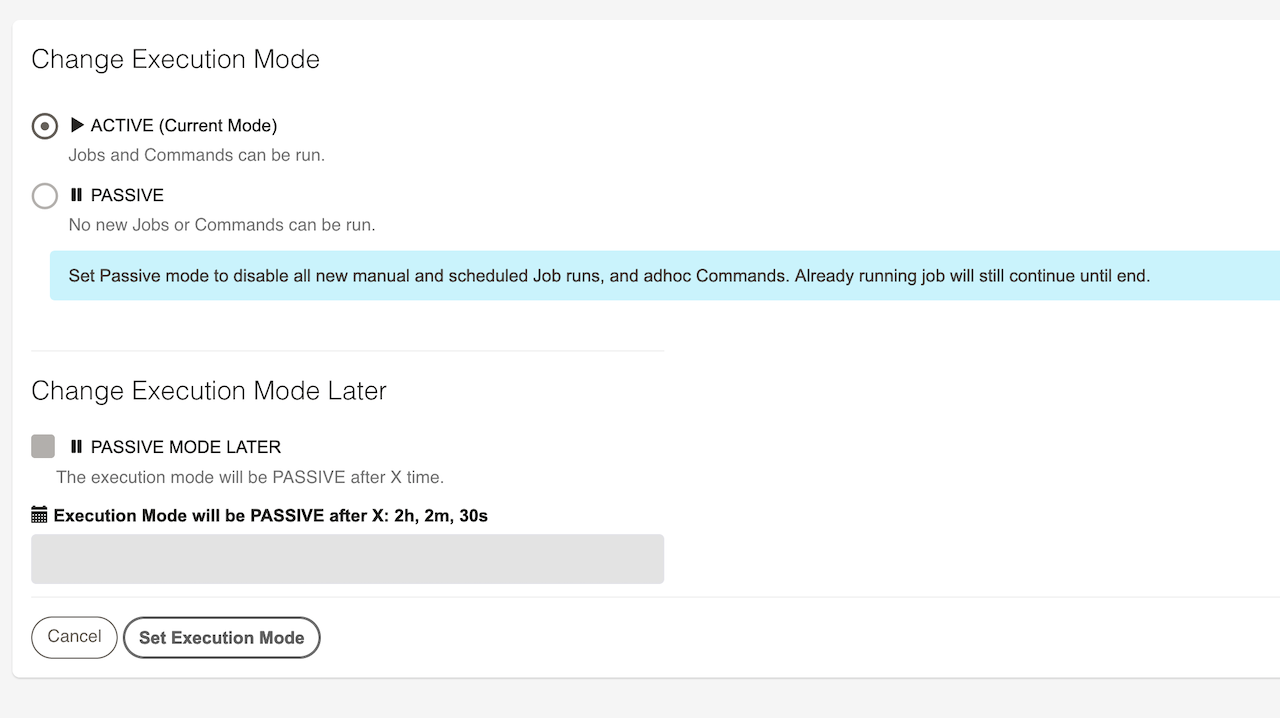 Change Execution Mode
ACTIVE (Current Mode)
Jobs and Commands can be run.
PASSIVE
No new Jobs or Commands can be run.
Set Passive mode to disable all new manual and scheduled Job runs, and adhoc Commands. Already running job will still continue until end.
Change Execution Mode Later
PASSIVE MODE LATER
The execution mode will be PASSIVE after X time.
Execution Mode will be PASSIVE after X: 2h, 2m, 30s
Cancel
Set Execution Mode